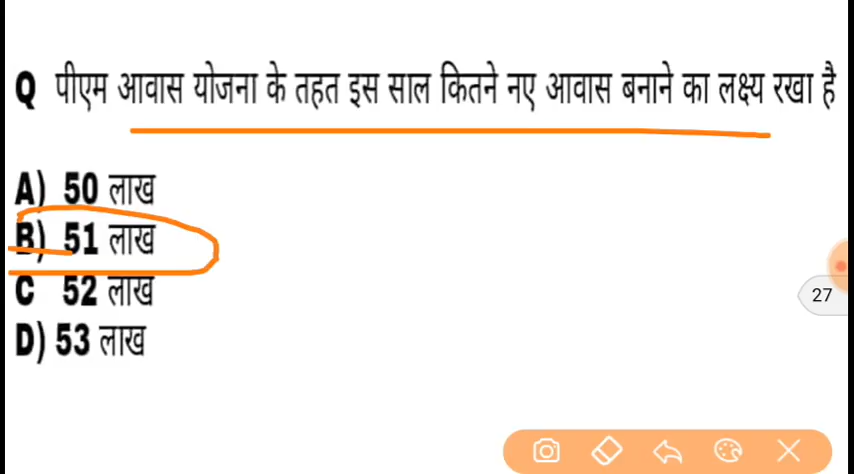 Q पीएम आवास योजना के तहत इस साल कितने नए आवास बनाने का लक्ष्य रखा है
A) 50 लाख
B) 51 लाख
C 52 लाख
D) 53 लाख
27